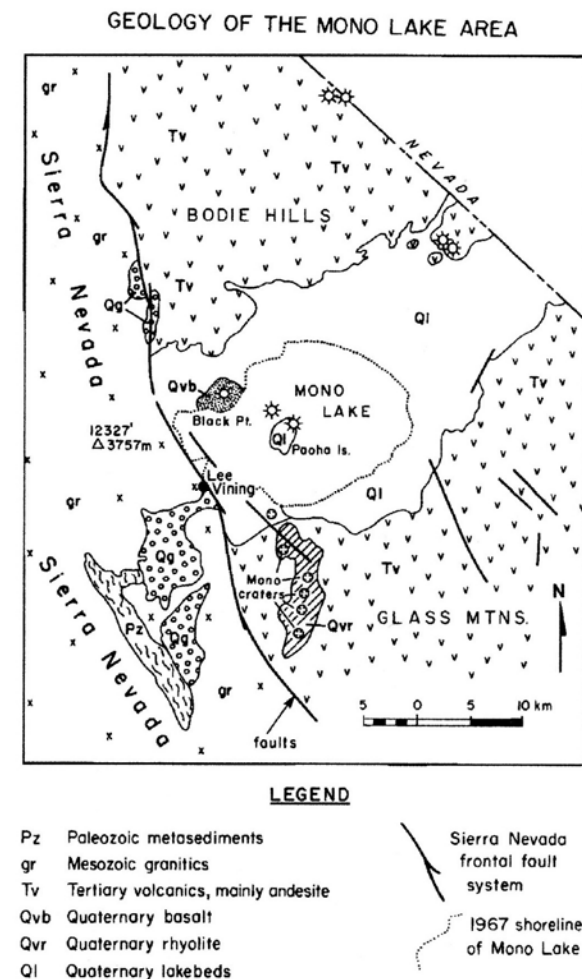 GEOLOGY OF THE MONO LAKE AREA
gr
Sierra
Nevada
Tv
Tv
NEVADA
BODIE HILLS
gr
Tv
Qg
Ql
Qvb
Black Pt.
MONO
LAKE
Tv
12327'
3757m
Ql
Paoha Is.
Lee
Vining
Ql
gr
Qg
Mono
craters
Tv
N
Sierra
Nevada
Pz
Qg
Qvr
GLASS MTNS.
gr
5 0 5 10 km
faults
LEGEND
Pz Paleozoic metasediments
gr Mesozoic granitics
Tv Tertiary volcanics, mainly andesite
Qvb Quaternary basalt
Qvr Quaternary rhyolite
Ql Quaternary lakebeds
Sierra Nevada
frontal fault
system
1967 shoreline
of Mono Lake